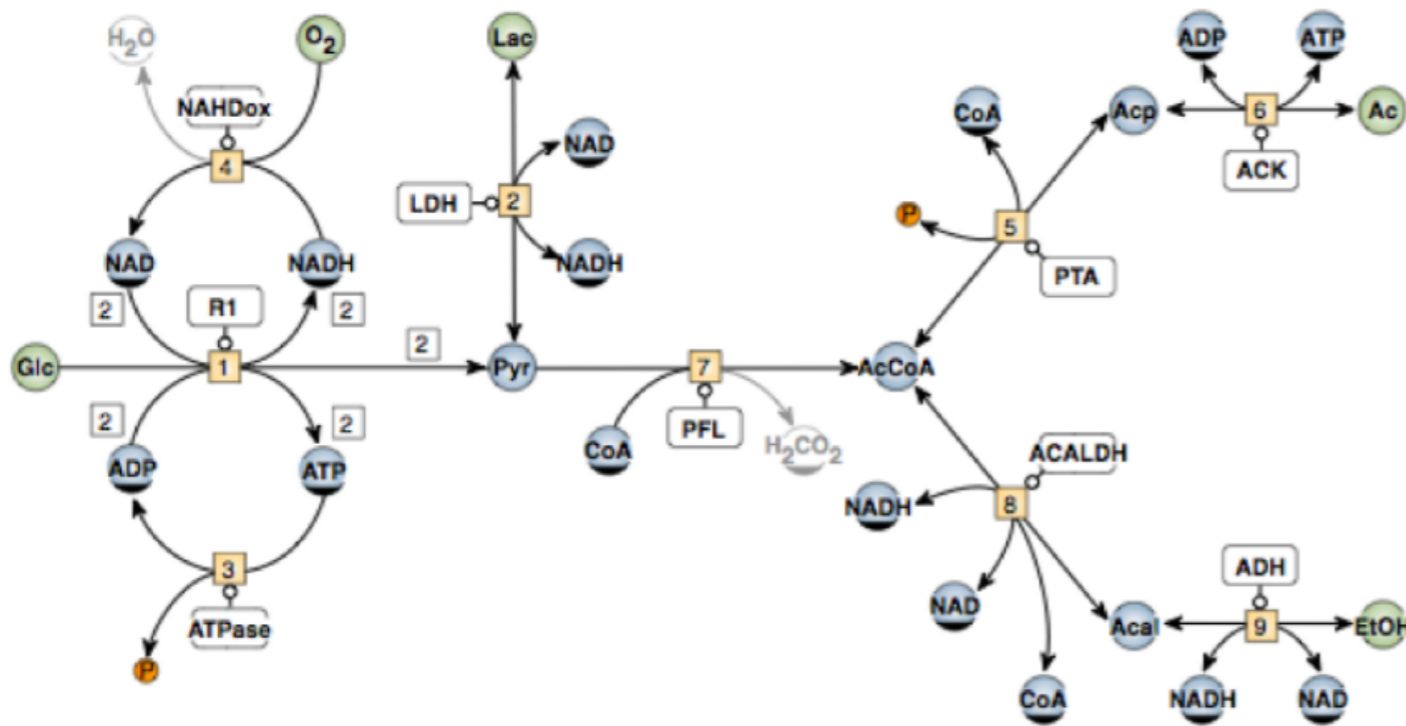 H2O
O2
Lac
ADP
ATP
NAHDox
CoA
Acp
6
Ac
4
NAD
ACK
LDH
2
P
5
NAD
NADH
NADH
PTA
2
R1
2
2
Glc
1
Pyr
7
AcCoA
2
2
PFL
CoA
H2CO2
ACALDH
ADP
ATP
NADH
8
3
ADH
NAD
ATPase
Acal
9
EtOH
P
CoA
NADH
NAD